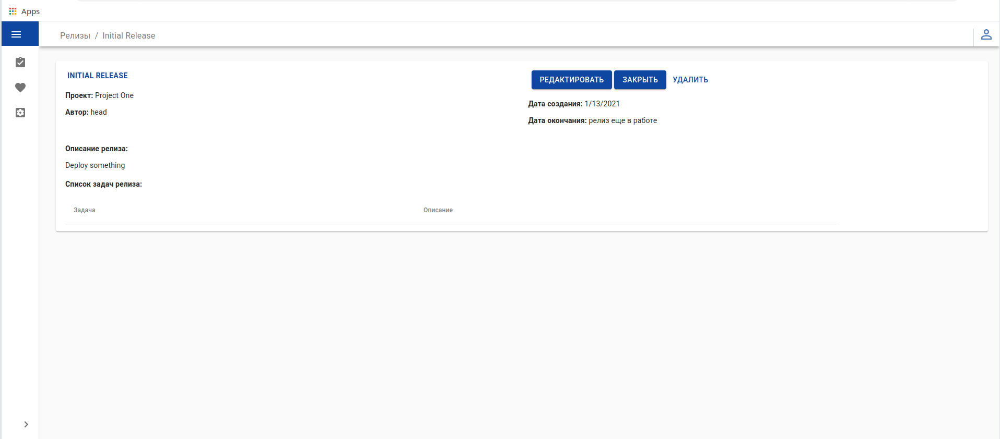 Apps
Релизы / Initial Release
INITIAL RELEASE
РЕДАКТИРОВАТЬ ЗАКРЫТЬ УДАЛИТЬ
Проект: Project One
Автор: head
Дата создания: 1/13/2021
Дата окончания: релиз еще в работе
Описание релиза:
Deploy something
Список задач релиза:
Задача Описание